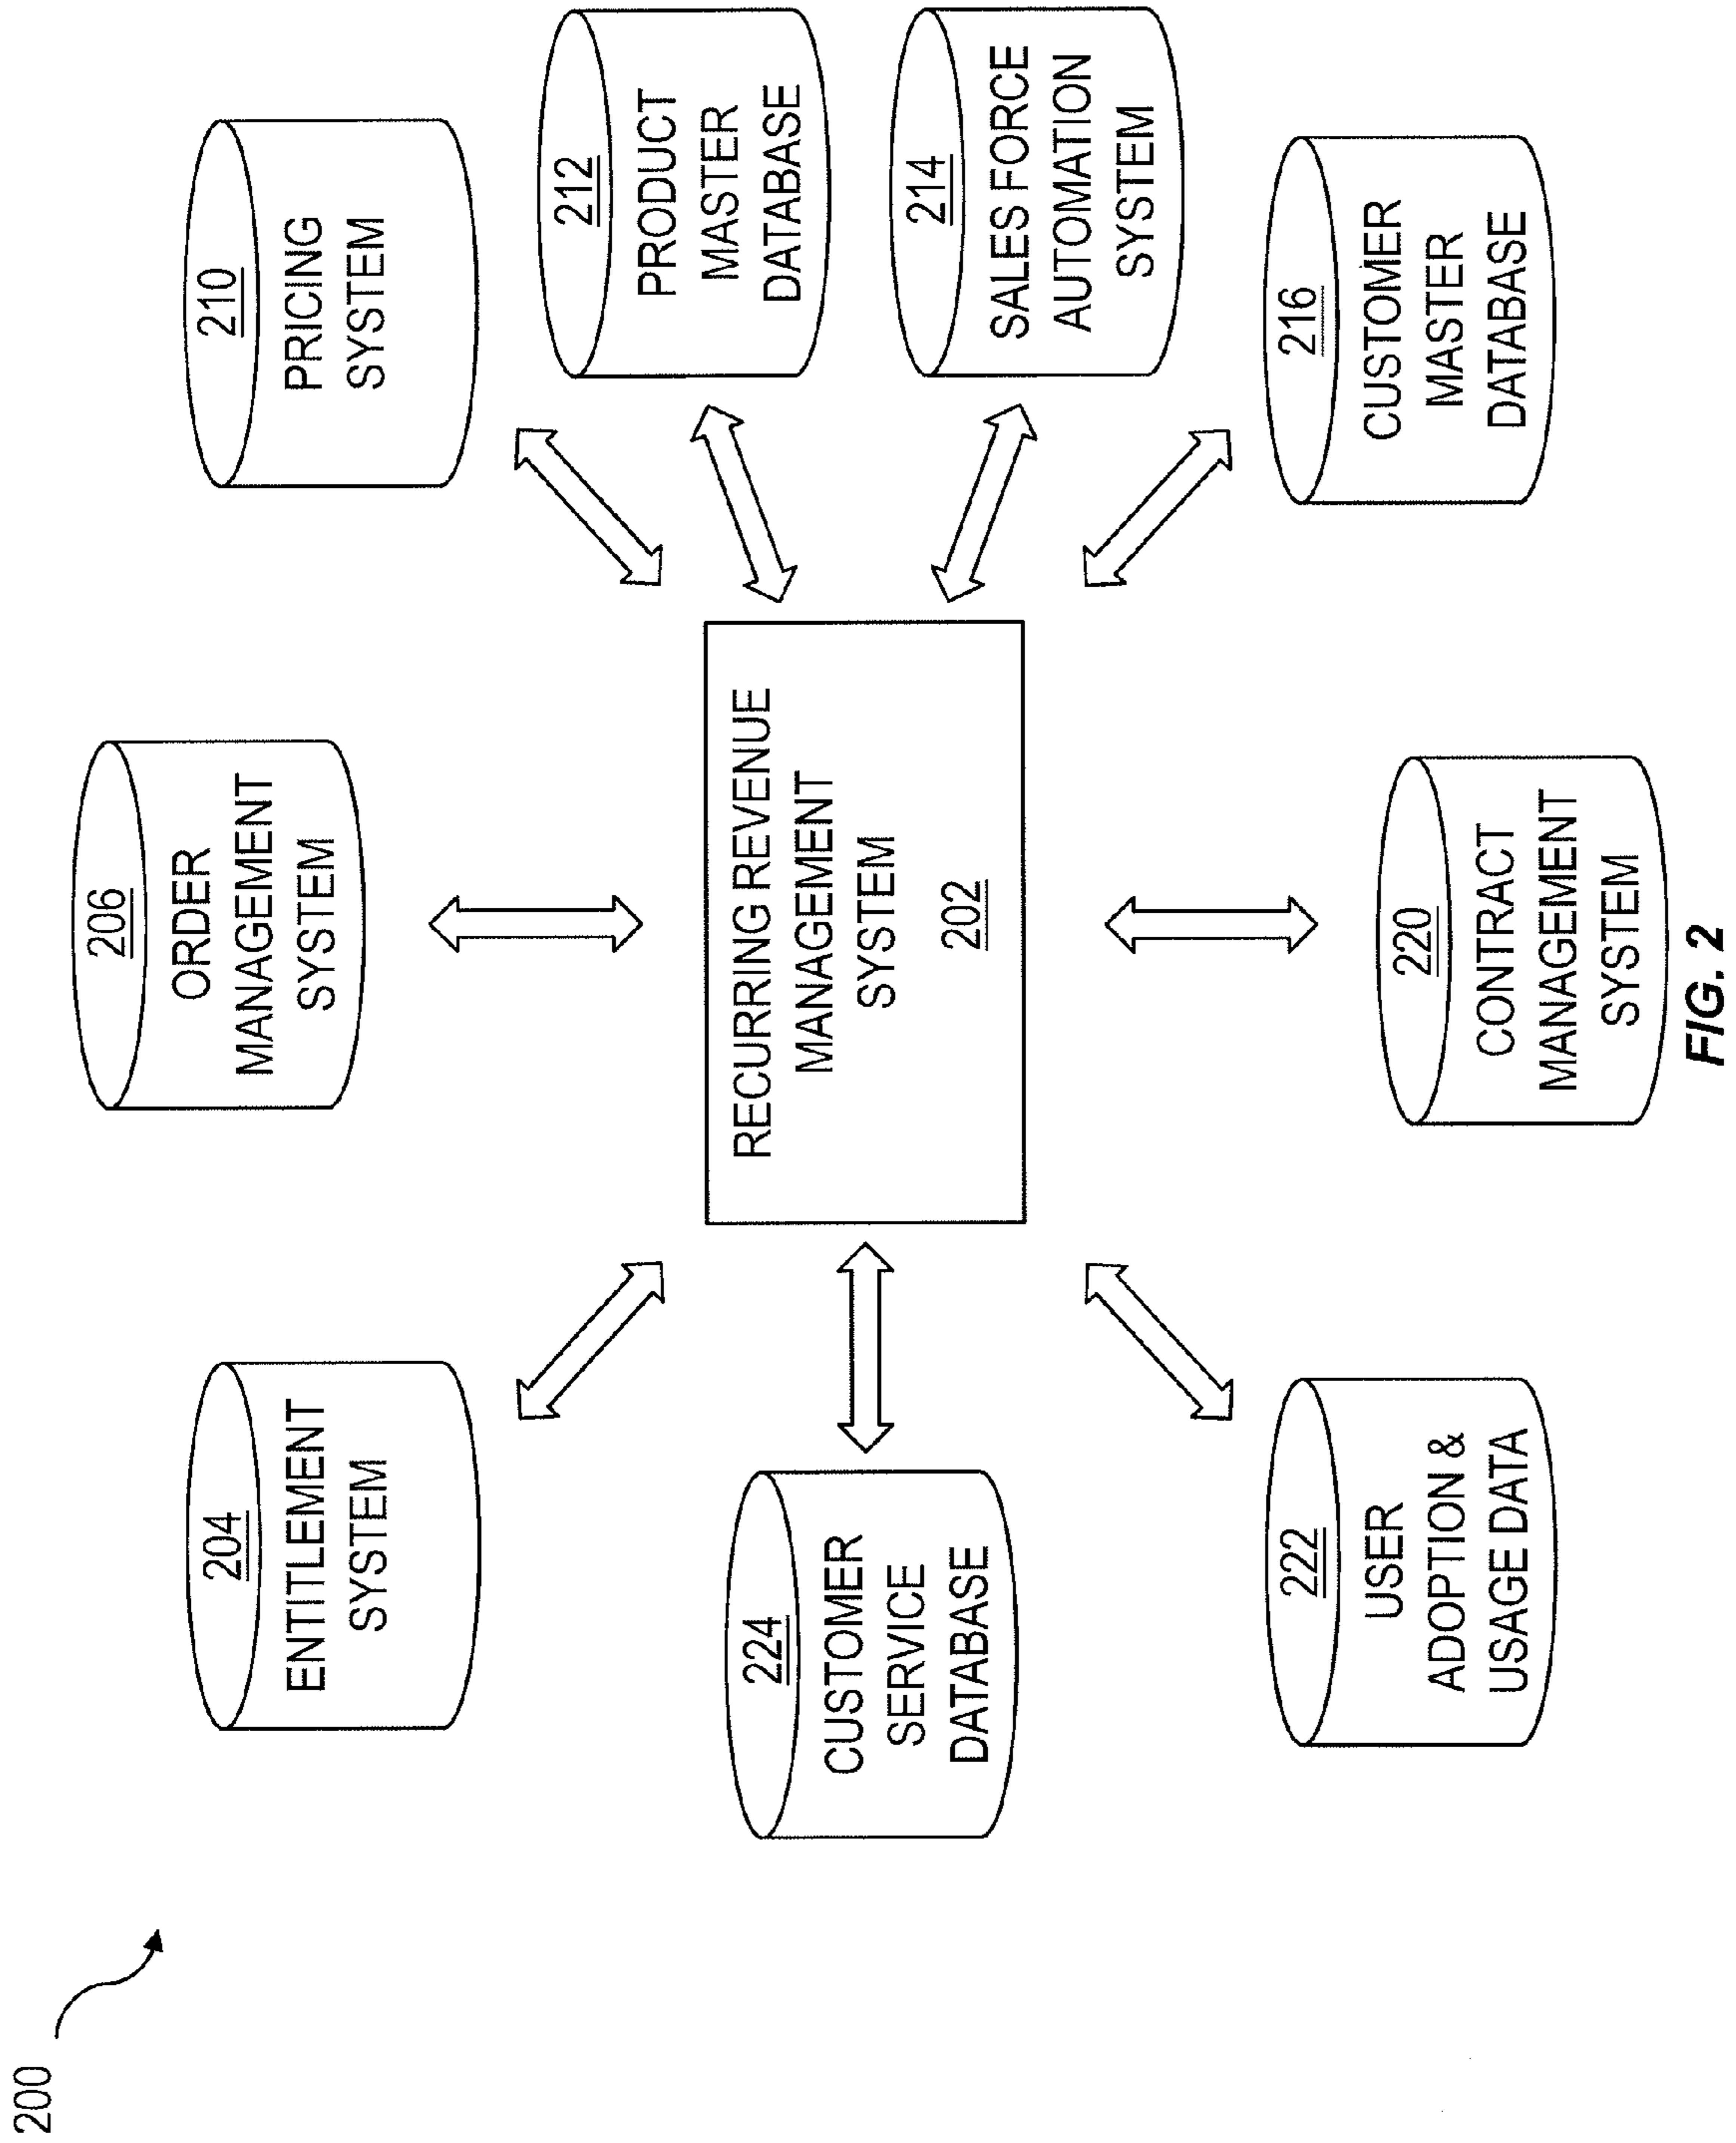 200
204
ENTITLEMENT
SYSTEM
206
ORDER
MANAGEMENT
SYSTEM
210
PRICING
SYSTEM
212
PRODUCT
MASTER
DATABASE
214
SALES FORCE
AUTOMATION
SYSTEM
216
CUSTOMER
MASTER
DATABASE
RECURRING REVENUE
MANAGEMENT
SYSTEM
202
224
CUSTOMER
SERVICE
DATABASE
222
USER
ADOPTION &
USAGE DATA
220
CONTRACT
MANAGEMENT
SYSTEM
FIG. 2